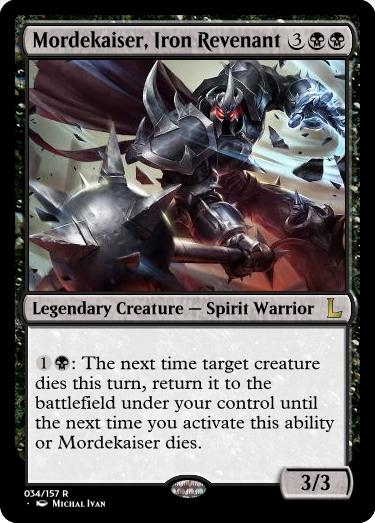 Mordekaiser, Iron Revenant 3
Legendary Creature — Spirit Warrior L
1 : The next time target creature
dies this turn, return it to the
battlefield under your control until
the next time you activate this ability
or Mordekaiser dies.
3/3
034/157 R
· Michal Ivan